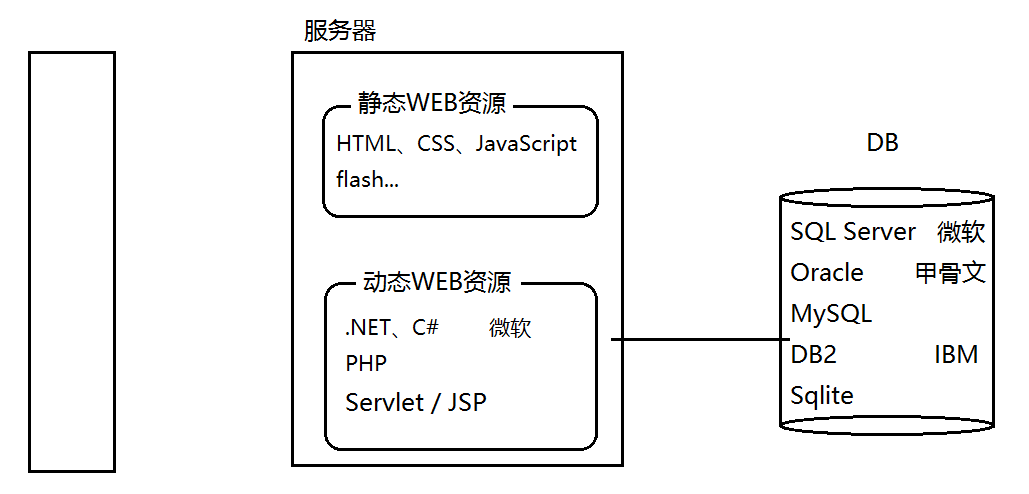 服务器
静态WEB资源
HTML、CSS、JavaScript
flash...
动态WEB资源
.NET、C# 微软
PHP
Servlet / JSP
DB
SQL Server 微软
Oracle 甲骨文
MySQL
DB2 IBM
Sqlite